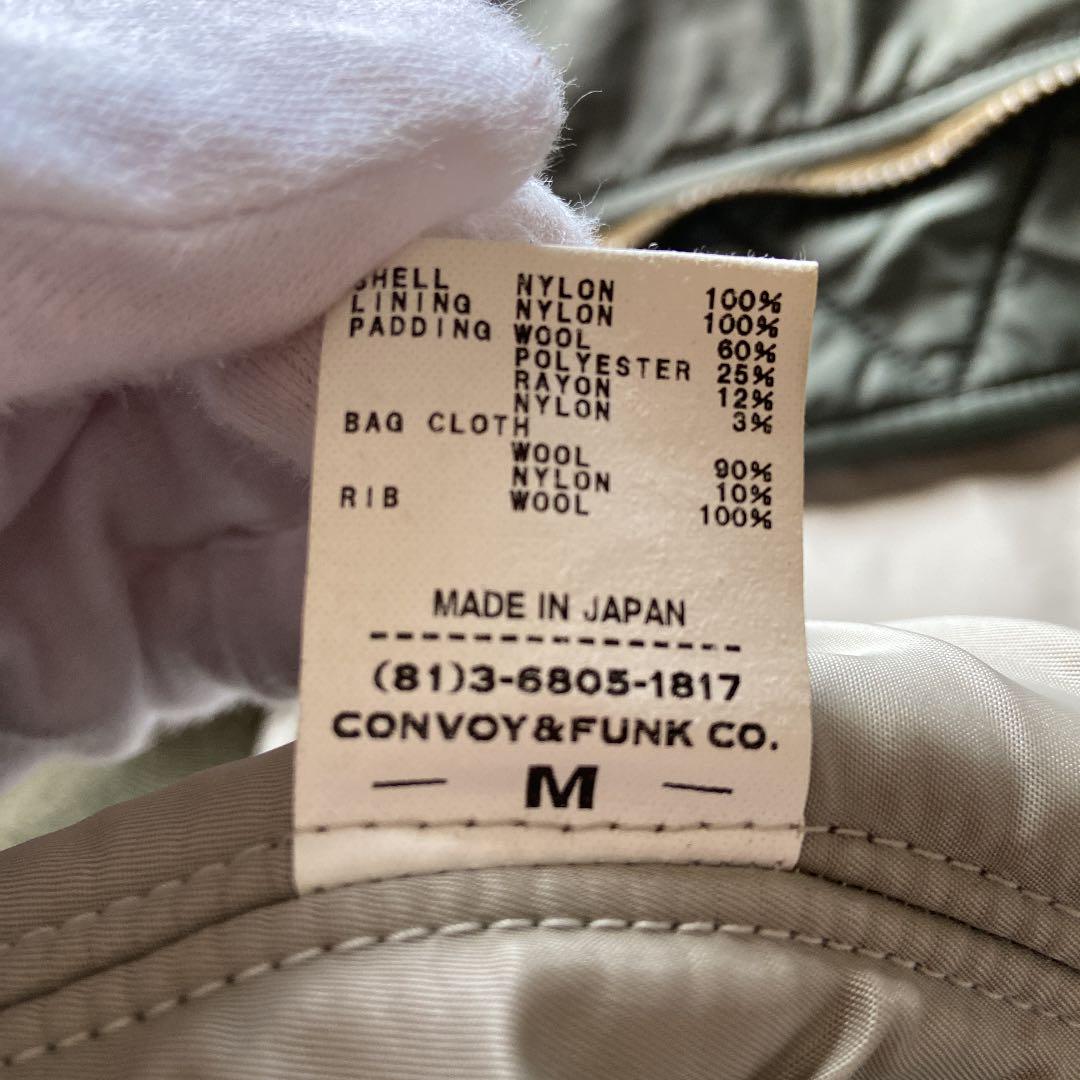 SHELL NYLON 100%
LINING NYLON 100%
PADDING WOOL 60%
POLYESTER 25%
RAYON 12%
NYLON 3%
BAG CLOTH
WOOL 90%
NYLON 10%
RIB WOOL 100%
MADE IN JAPAN
(81)3-6805-1817
CONVOY&FUNK CO.
— M —